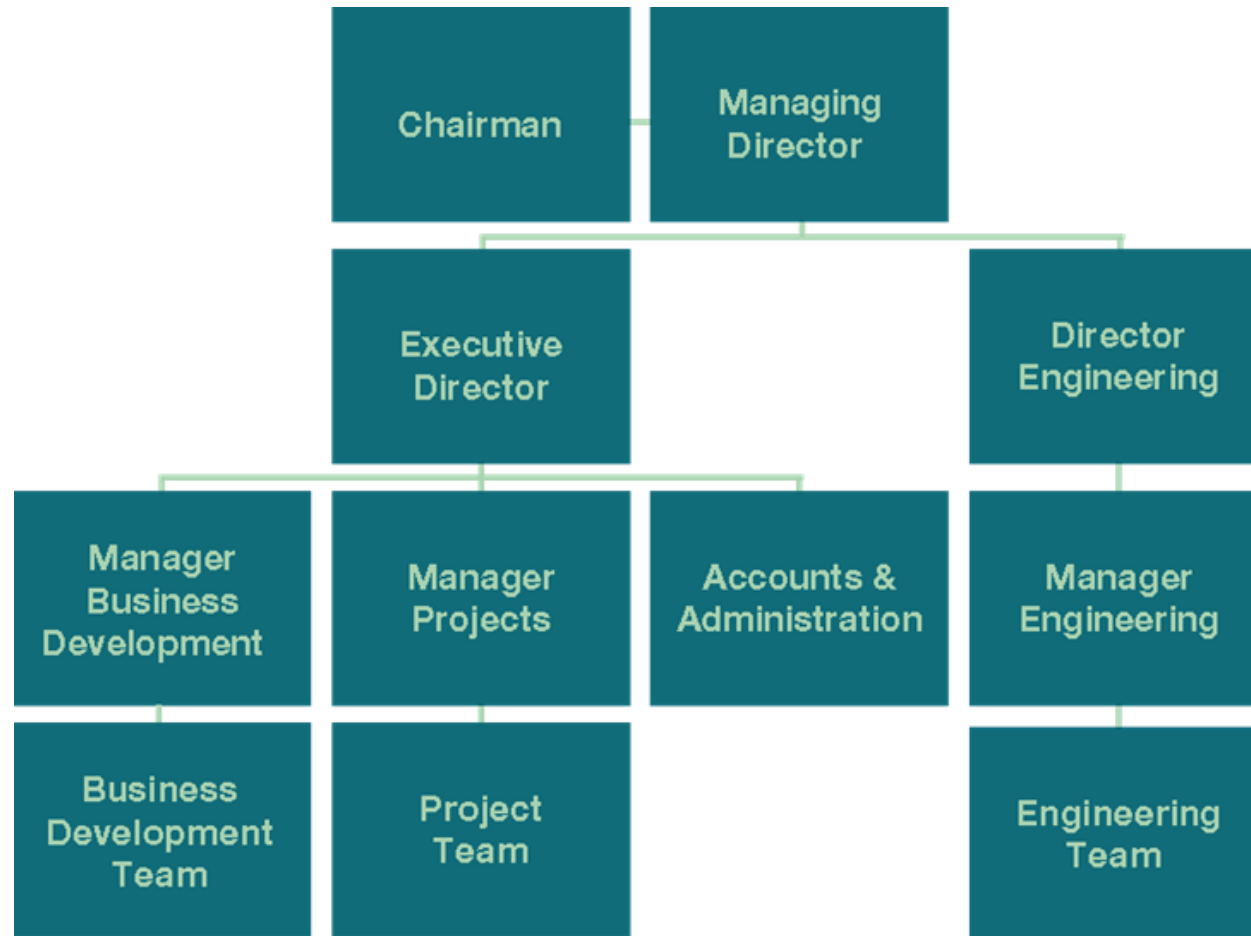 Chairman
Managing
Director
Executive
Director
Director
Engineering
Manager
Business
Development
Manager
Projects
Accounts &
Administration
Manager
Engineering
Business
Development
Team
Project
Team
Engineering
Team